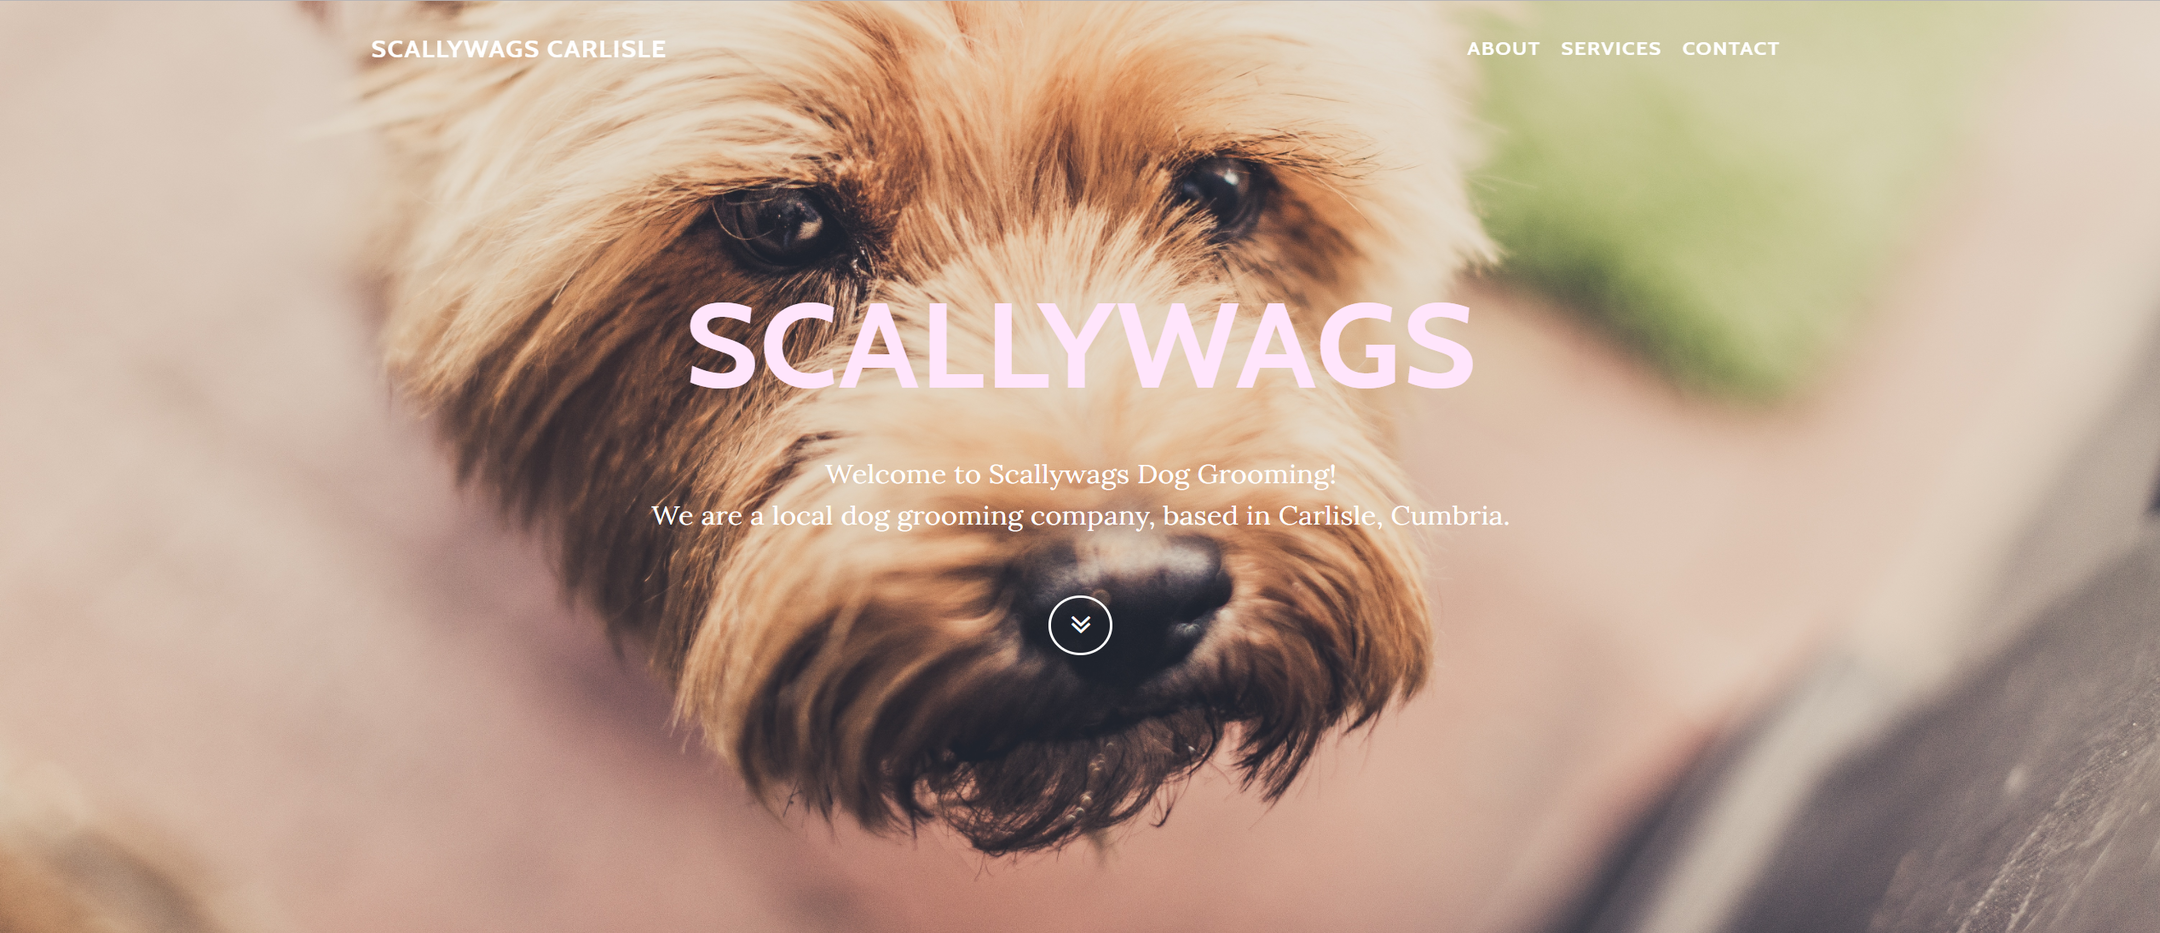 SCALLYWAGS CARLISLE
ABOUT SERVICES CONTACT
SCALLYWAGS
Welcome to Scallywags Dog Grooming!
We are a local dog grooming company, based in Carlisle, Cumbria.